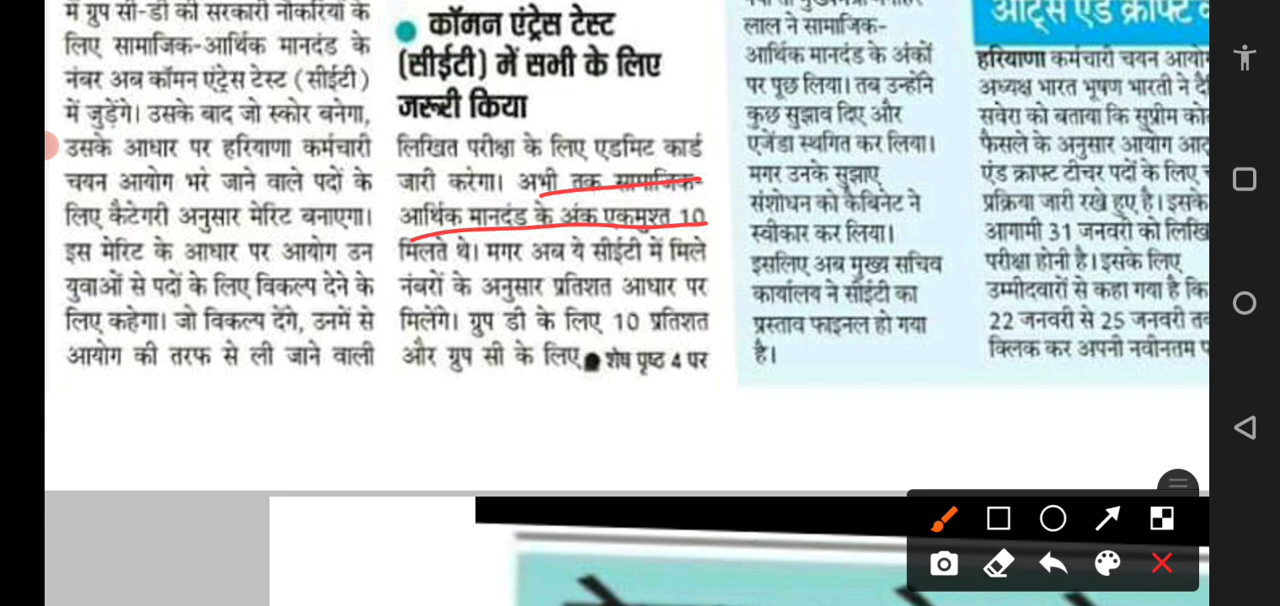 में ग्रुप सी-डी की सरकारी नौकरियों के
लिए सामाजिक-आर्थिक मानदंड के
नंबर अब कॉमन एंट्रेस टेस्ट (सीईटी)
में जुड़ेंगे। उसके बाद जो स्कोर बनेगा,
उसके आधार पर हरियाणा कर्मचारी
चयन आयोग भरे जाने वाले पदों के
लिए कैटेगरी अनुसार मेरिट बनाएगा।
इस मेरिट के आधार पर आयोग उन
युवाओं से पदों के लिए विकल्प देने के
लिए कहेगा। जो विकल्प देंगे, उनमें से
आयोग की तरफ से ली जाने वाली
कॉमन एंट्रेस टेस्ट
(सीईटी) में सभी के लिए
जरूरी किया
लिखित परीक्षा के लिए एडमिट कार्ड
जारी करेगा। अभी तक सामाजिक-
आर्थिक मानदंड के अंक एकमुश्त 10
मिलते थे। मगर अब ये सीईटी में मिले
नंबरों के अनुसार प्रतिशत आधार पर
मिलेंगे। ग्रुप डी के लिए 10 प्रतिशत
और ग्रुप सी के लिए ● शेष पृष्ठ 4 पर
लाल ने सामाजिक-
आर्थिक मानदंड के अंकों
पर पूछ लिया। तब उन्होंने
कुछ सुझाव दिए और
एजेंडा स्थगित कर लिया।
मगर उनके सुझाए
संशोधन को केबिनेट ने
स्वीकार कर लिया।
इसलिए अब मुख्य सचिव
कार्यालय ने सीईटी का
प्रस्ताव फाइनल हो गया
है।
आर्ट्स एंड क्राफ्ट
हरियाणा कर्मचारी चयन
अध्यक्ष भारत भूषण भारती ने
सवेरा को बताया कि सुप्रीम
फैसले के अनुसार आयोग
एंड क्राफ्ट टीचर पदों के लिए
प्रक्रिया जारी रखे हुए है। इसके
आगामी 31 जनवरी को
परीक्षा होनी है। इसके लिए
उम्मीदवारों से कहा गया है कि
22 जनवरी से 25 जनवरी
क्लिक कर अपनी नवीनतम